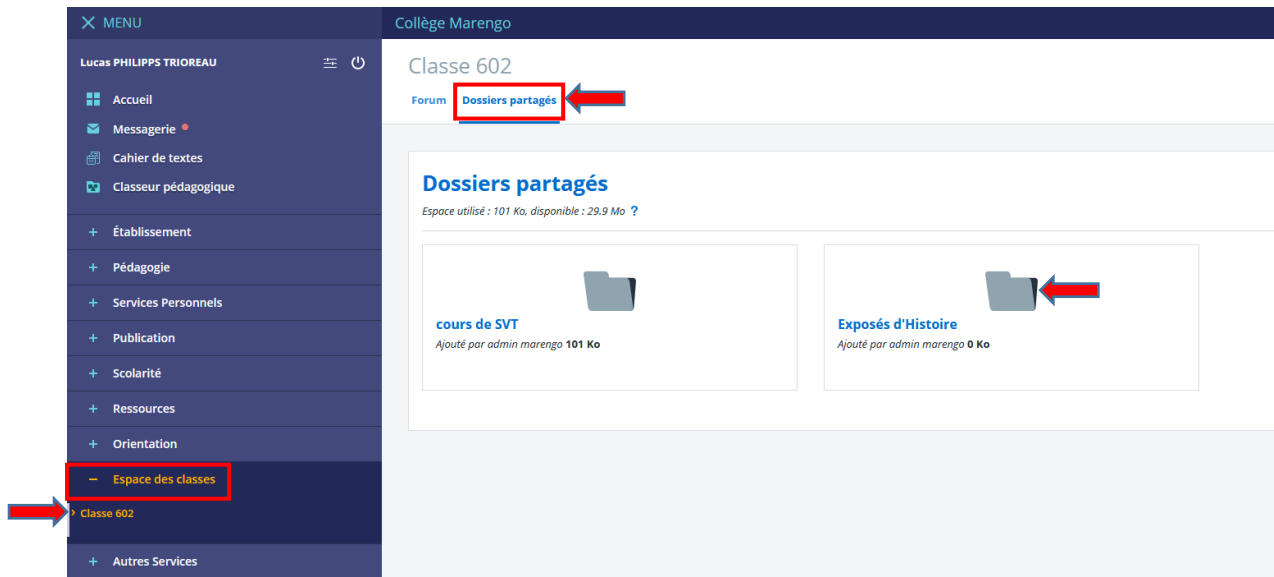 MENU
Collège Marengo
Lucas PHILIPPS TRIOREAU
Accueil
Messagerie
Cahier de textes
Classeur pédagogique
Établissement
Pédagogie
Services Personnels
Publication
Scolarité
Ressources
Orientation
Espace des classes
Classe 602
Autres Services
Classe 602
Forum Dossiers partagés
Dossiers partagés
Espace utilisé : 101 Ko, disponible : 29.9 Mo ?
cours de SVT
Ajouté par admin marengo 101 Ko
Exposés d'Histoire
Ajouté par admin marengo 0 Ko